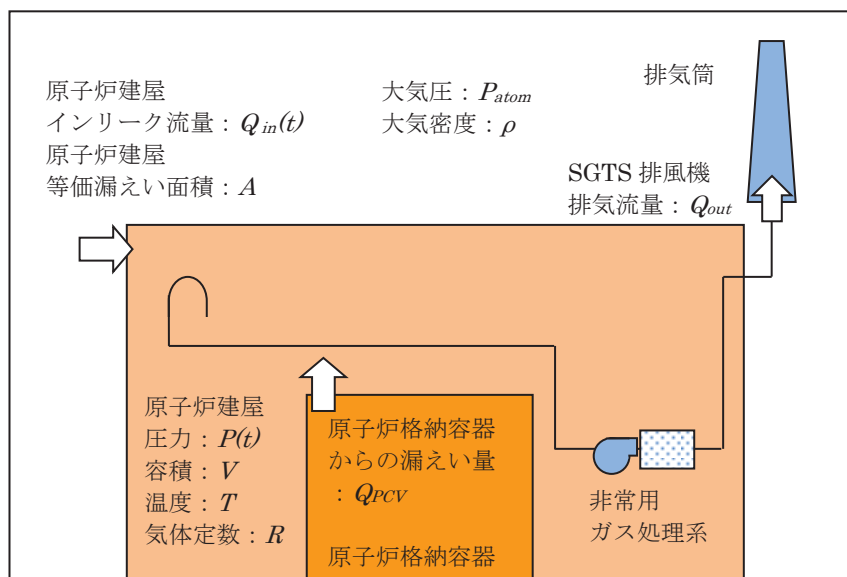 原子炉建屋
インリーク流量：Qin(t)
原子炉建屋
等価漏えい面積：A
大気圧：Patom
大気密度：ρ
排気筒
SGTS 排風機
排気流量：Qout
原子炉建屋
圧力：P(t)
容積：V
温度：T
気体定数：R
原子炉格納容器
からの漏えい量
：QPCV
原子炉格納容器
非常用
ガス処理系